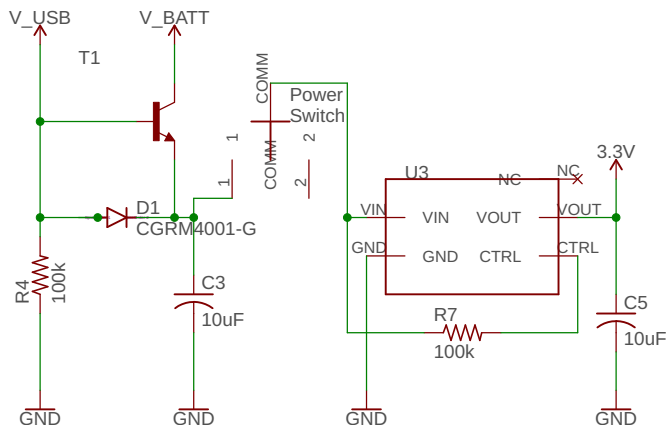 V_USB
V_BATT
T1
COMM
Power
Switch
1
2
COMM
1
2
U3
NC
NC
3.3V
VIN
VIN
VOUT
VOUT
GND
GND
CTRL
CTRL
D1
CGRM4001-G
R4
100k
C3
10uF
R7
100k
C5
10uF
GND
GND
GND
GND